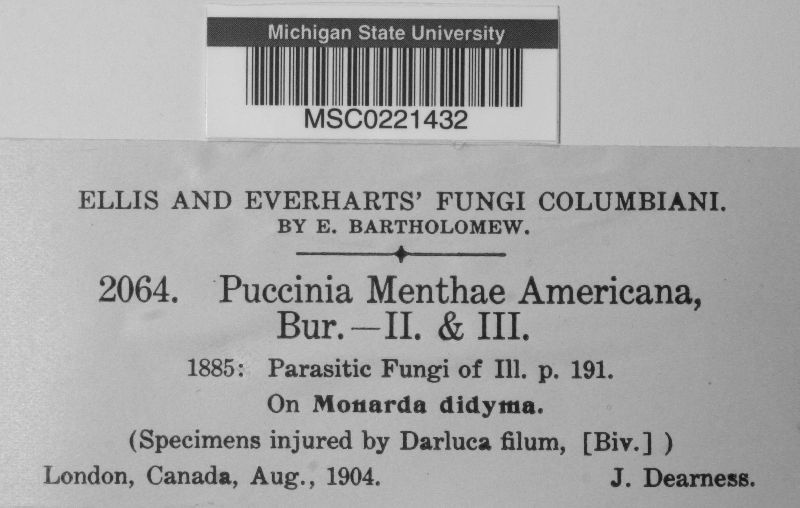 Michigan State University
MSC0221432
ELLIS AND EVERHARTS' FUNGI COLUMBIANI.
BY E. BARTHOLOMEW.
2064. Puccinia Menthae Americana,
Bur.—II. & III.
1885: Parasitic Fungi of Ill. p. 191.
On Monarda didyma.
(Specimens injured by Darluca filum, [Biv.] )
London, Canada, Aug., 1904. J. Dearness.